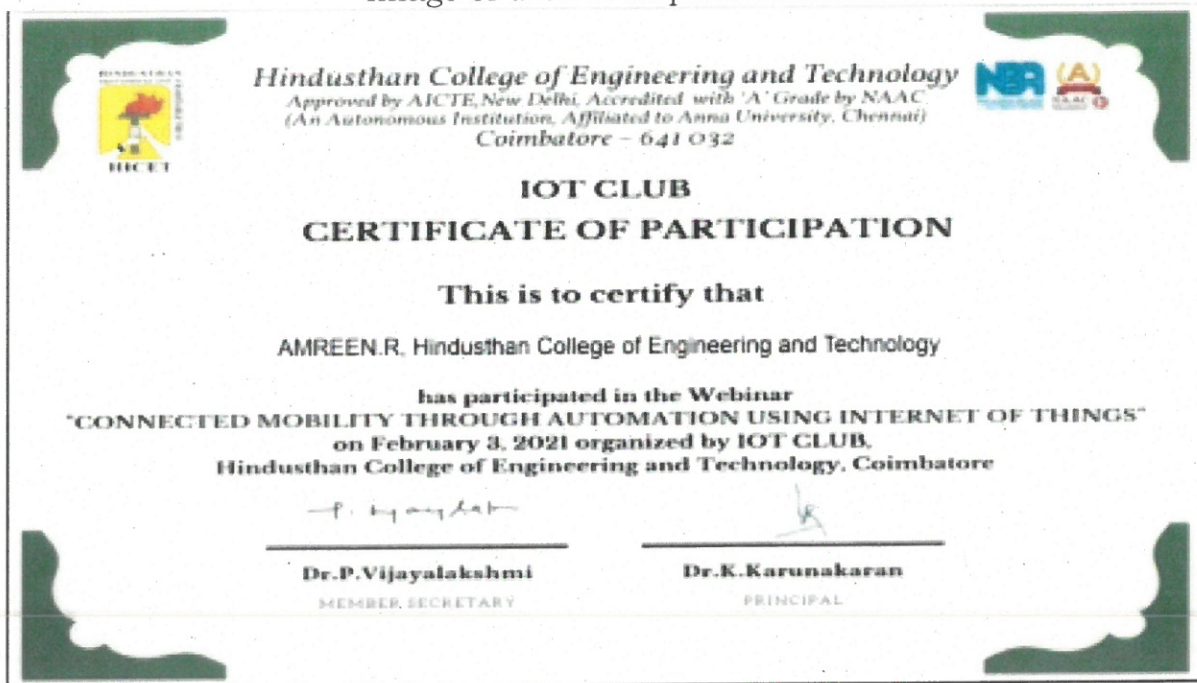 Hindusthan College of Engineering and Technology
Approved by AICTE, New Delhi, Accredited with 'A' Grade by NAAC
(An Autonomous Institution, Affiliated to Anna University, Chennai)
Coimbatore – 641 032
HICET
NBA
NAAC
IOT CLUB
CERTIFICATE OF PARTICIPATION
This is to certify that
AMREEN.R, Hindusthan College of Engineering and Technology
has participated in the Webinar
"CONNECTED MOBILITY THROUGH AUTOMATION USING INTERNET OF THINGS"
on February 3, 2021 organized by IOT CLUB,
Hindusthan College of Engineering and Technology, Coimbatore
Dr.P.Vijayalakshmi
Dr.K.Karunakaran
MEMBER SECRETARY
PRINCIPAL